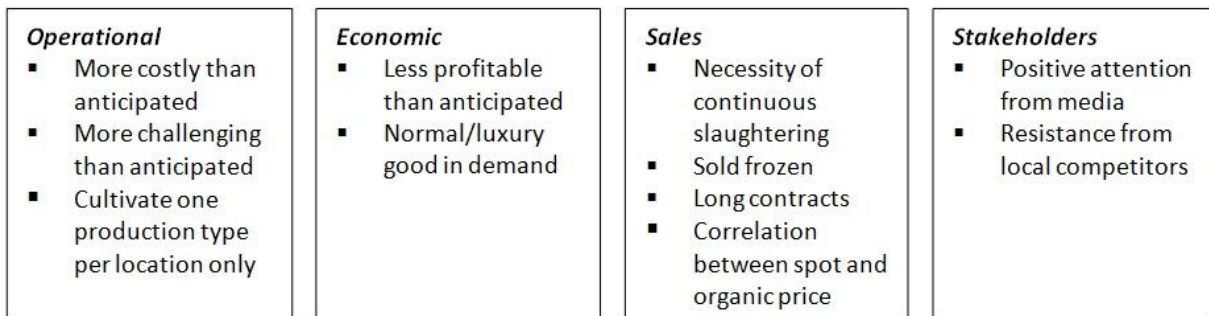 Operational
▪ More costly than
anticipated
▪ More challenging
than anticipated
▪ Cultivate one
production type
per location only
Economic
▪ Less profitable
than anticipated
▪ Normal/luxury
good in demand
Sales
▪ Necessity of
continuous
slaughtering
▪ Sold frozen
▪ Long contracts
▪ Correlation
between spot and
organic price
Stakeholders
▪ Positive attention
from media
▪ Resistance from
local competitors